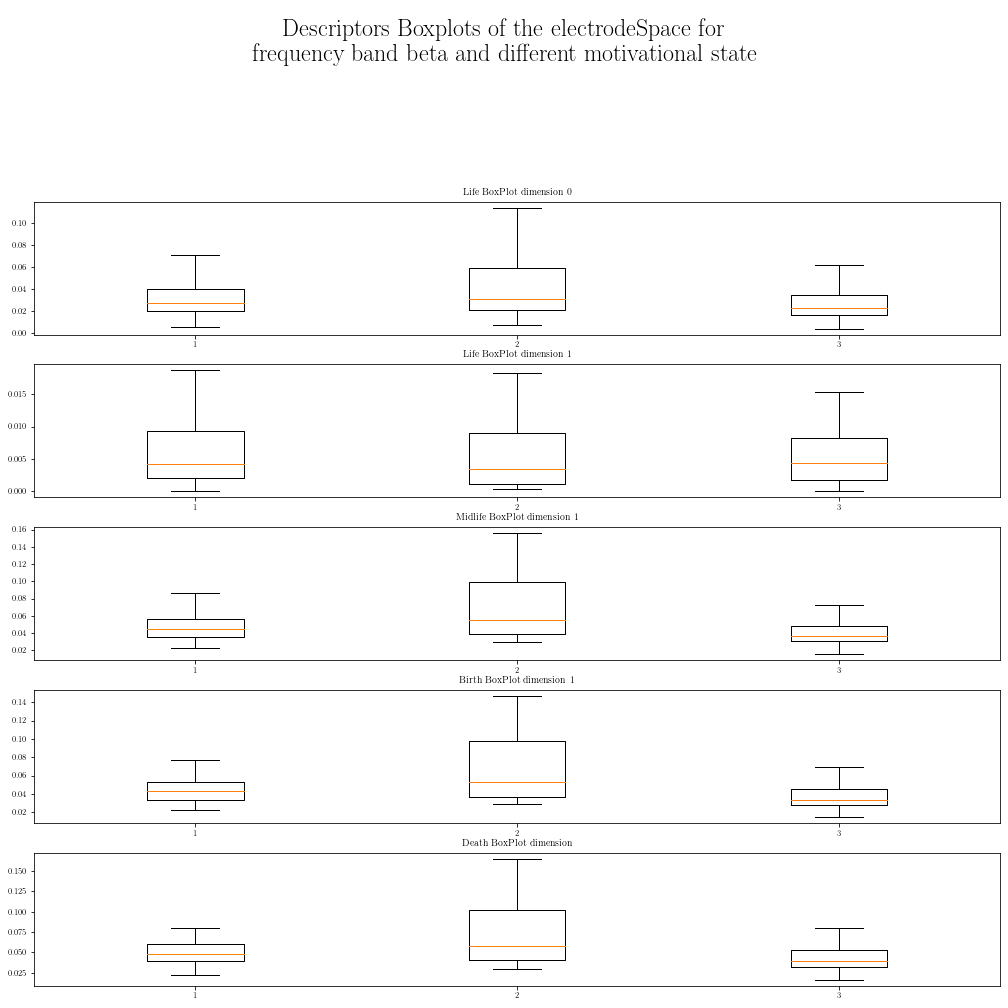 Descriptors Boxplots of the electrodeSpace for
frequency band beta and different motivational state
Life BoxPlot dimension 0
0.10
0.08
0.06
0.04
0.02
0.00
1 2 3
Life BoxPlot dimension 1
0.015
0.010
0.005
0.000
1 2 3
Midlife BoxPlot dimension 1
0.16
0.14
0.12
0.10
0.08
0.06
0.04
0.02
1 2 3
Birth BoxPlot dimension 1
0.14
0.12
0.10
0.08
0.06
0.04
0.02
1 2 3
Death BoxPlot dimension
0.150
0.125
0.100
0.075
0.050
0.025
1 2 3